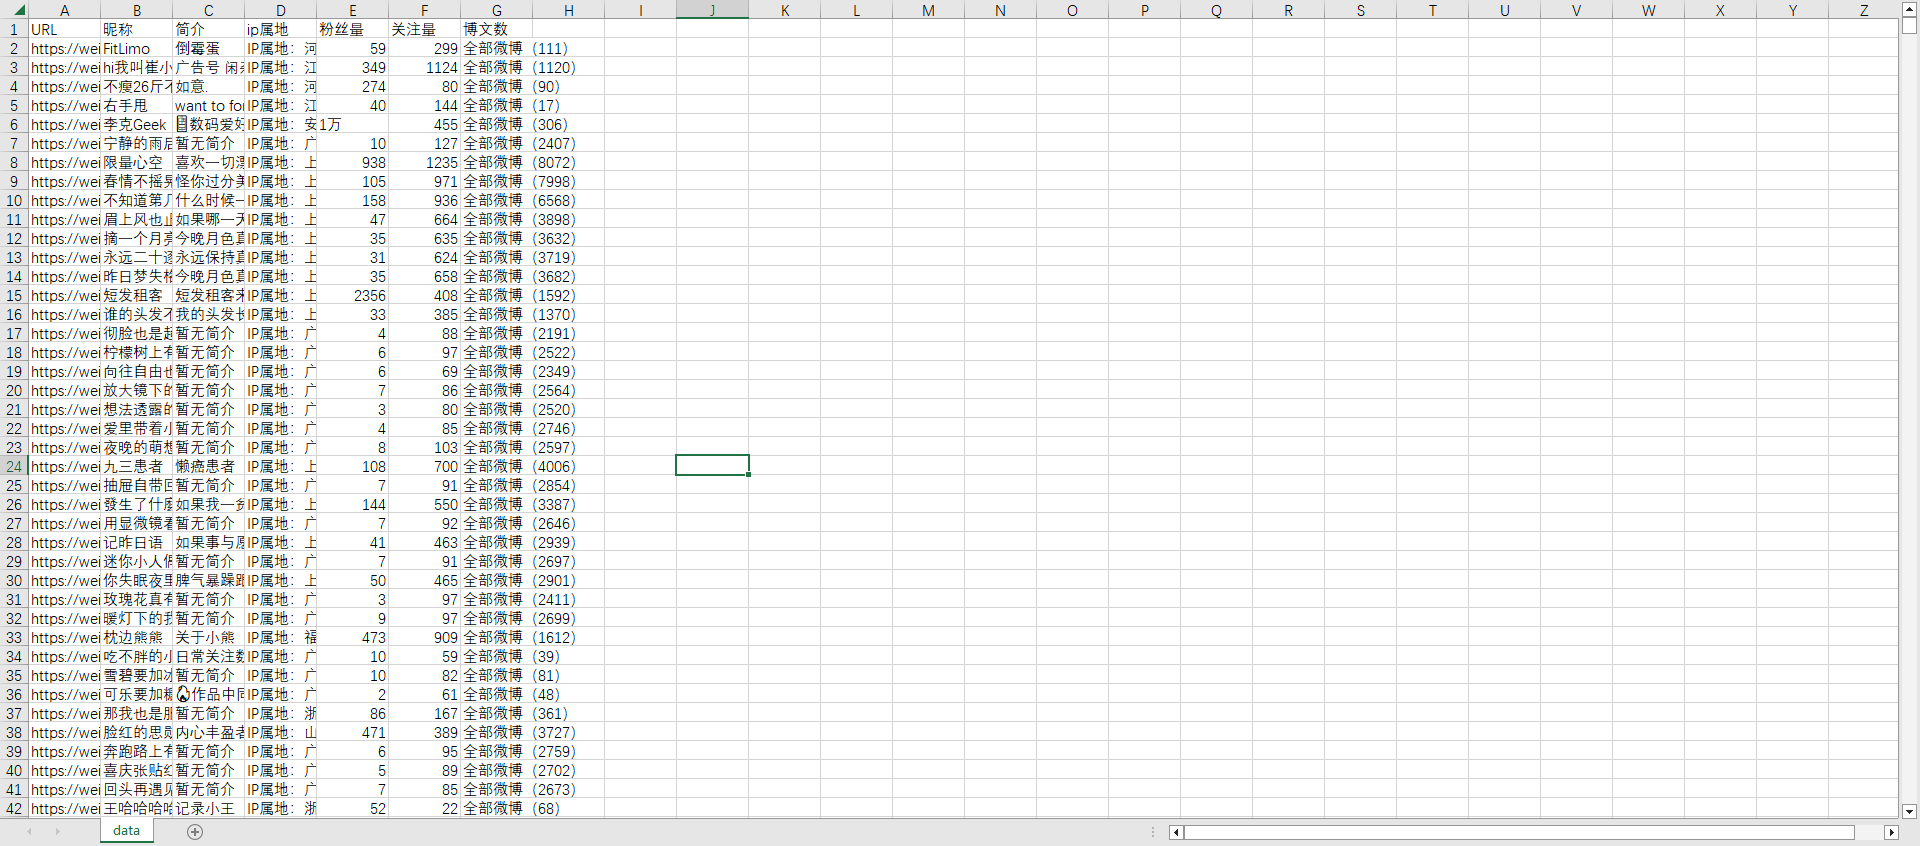 A B C D E F G H I J K L M N O P Q R S T U V W X Y Z
1 URL 昵称 简介 ip属地 粉丝量 关注量 博文数
2 https://wei FitLimo 倒霉蛋 IP属地：河 59 299 全部微博（111）
3 https://wei hi我叫崔小 广告号 闲 IP属地：江 349 1124 全部微博（1120）
4 https://wei 不瘦26斤不 如意. IP属地：河 274 80 全部微博（90）
5 https://wei 右手甩 want to for IP属地：江 40 144 全部微博（17）
6 https://wei 李克Geek 数码爱好 IP属地：安 1万 455 全部微博（306）
7 https://wei 宁静的雨后 暂无简介 IP属地：广 10 127 全部微博（2407）
8 https://wei 限量心空 喜欢一切漂 IP属地：上 938 1235 全部微博（8072）
9 https://wei 春情不摇晃 怪你过分美 IP属地：上 105 971 全部微博（7998）
10 https://wei 不知道第几 什么时候一 IP属地：上 158 936 全部微博（6568）
11 https://wei 眉上风也止 如果哪一天 IP属地：上 47 664 全部微博（3898）
12 https://wei 摘一个月亮 今晚月色真 IP属地：上 35 635 全部微博（3632）
13 https://wei 永远二十逐 永远保持真 IP属地：上 31 624 全部微博（3719）
14 https://wei 昨日梦失格 今晚月色真 IP属地：上 35 658 全部微博（3682）
15 https://wei 短发租客 短发租客来 IP属地：上 2356 408 全部微博（1592）
16 https://wei 谁的头发不 我的头发长 IP属地：上 33 385 全部微博（1370）
17 https://wei 彻脸也是起 暂无简介 IP属地：广 4 88 全部微博（2191）
18 https://wei 柠檬树上有 暂无简介 IP属地：广 6 97 全部微博（2522）
19 https://wei 向往自由也 暂无简介 IP属地：广 6 69 全部微博（2349）
20 https://wei 放大镜下的 暂无简介 IP属地：广 7 86 全部微博（2564）
21 https://wei 想法透露的 暂无简介 IP属地：广 3 80 全部微博（2520）
22 https://wei 爱里带着小 暂无简介 IP属地：广 4 85 全部微博（2746）
23 https://wei 夜晚的萌想 暂无简介 IP属地：广 8 103 全部微博（2597）
24 https://wei 九三患者 懒癌患者 IP属地：上 108 700 全部微博（4006）
25 https://wei 抽屉自带回 暂无简介 IP属地：广 7 91 全部微博（2854）
26 https://wei 發生了什麼 如果我一贫 IP属地：上 144 550 全部微博（3387）
27 https://wei 用显微镜看 暂无简介 IP属地：广 7 92 全部微博（2646）
28 https://wei 记昨日语 如果事与愿 IP属地：上 41 463 全部微博（2939）
29 https://wei 迷你小人偶 暂无简介 IP属地：广 7 91 全部微博（2697）
30 https://wei 你失眠夜里 脾气暴躁跑 IP属地：上 50 465 全部微博（2901）
31 https://wei 玫瑰花真有 暂无简介 IP属地：广 3 97 全部微博（2411）
32 https://wei 暖灯下的我 暂无简介 IP属地：广 9 97 全部微博（2699）
33 https://wei 枕边熊熊 关于小熊 IP属地：福 473 909 全部微博（1612）
34 https://wei 吃不胖的小 日常关注数 IP属地：广 10 59 全部微博（39）
35 https://wei 雪碧要加冰 暂无简介 IP属地：广 10 82 全部微博（81）
36 https://wei 可乐要加糖 作品中同 IP属地：广 2 61 全部微博（48）
37 https://wei 那我也是服 暂无简介 IP属地：浙 86 167 全部微博（361）
38 https://wei 脸红的思 内心丰盈者 IP属地：山 471 389 全部微博（3727）
39 https://wei 奔跑路上有 暂无简介 IP属地：广 6 95 全部微博（2759）
40 https://wei 喜庆张贴红 暂无简介 IP属地：广 5 89 全部微博（2702）
41 https://wei 回头再遇见 暂无简介 IP属地：广 7 85 全部微博（2673）
42 https://wei 王哈哈哈哈 记录小王 IP属地：浙 52 22 全部微博（68）
data